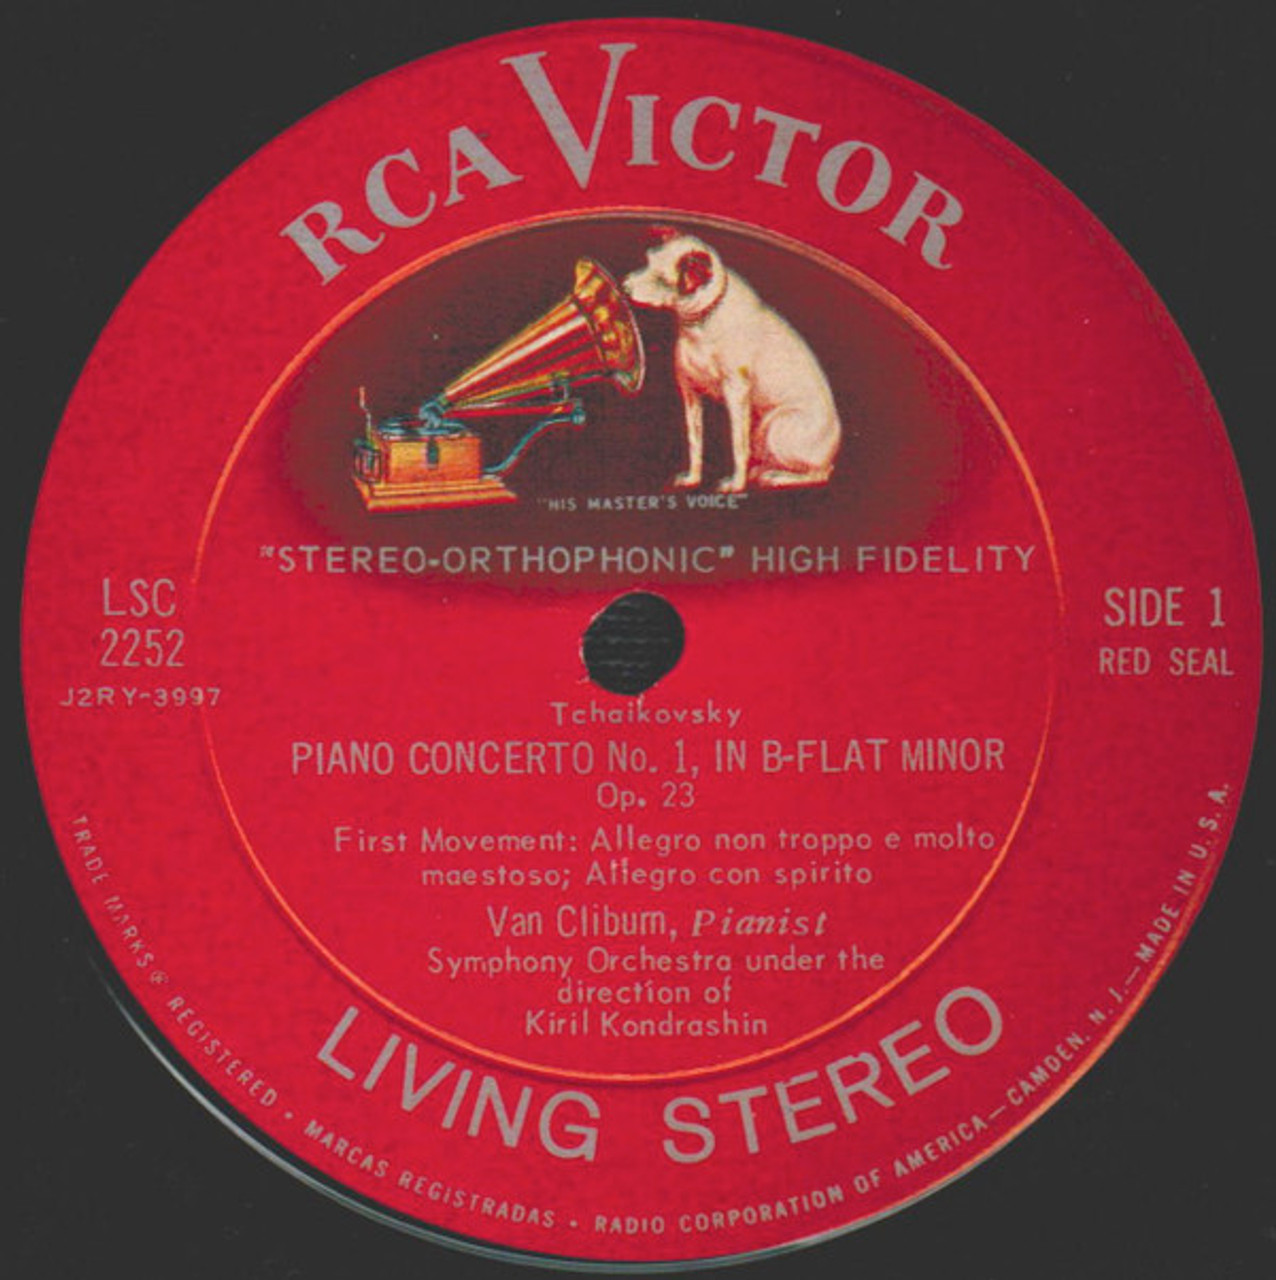 RCA VICTOR
"HIS MASTER'S VOICE"
"STEREO-ORTHOPHONIC" HIGH FIDELITY
LSC
2252
J2RY-3997
SIDE 1
RED SEAL
Tchaikovsky
PIANO CONCERTO No. 1, IN B-FLAT MINOR
Op. 23
First Movement: Allegro non troppo e molto
maestoso; Allegro con spirito
Van Cliburn, Pianist
Symphony Orchestra under the
direction of
Kiril Kondrashin
LIVING STEREO
TRADE MARKS ® REGISTERED • MARCAS REGISTRADAS • RADIO CORPORATION OF AMERICA—CAMDEN, N. J.—MADE IN U. S. A.